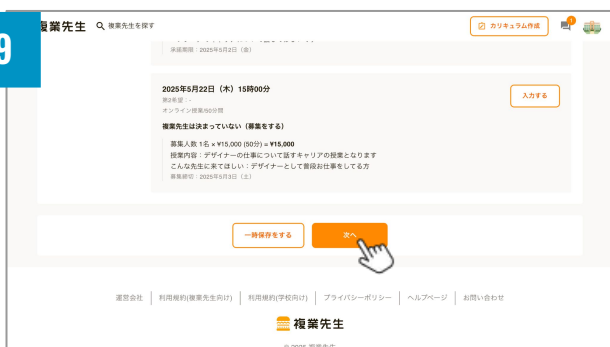 9
複業先生 複業先生を探す
カリキュラム作成
承諾期限：2025年5月2日（金）
2025年5月22日（木）15時00分
第2希望：-
オンライン授業/50分間
入力する
複業先生は決まっていない（募集をする）
募集人数 1名 × ¥15,000 (50分) = ¥15,000
授業内容：デザイナーの仕事について話すキャリアの授業となります
こんな先生に来てほしい：デザイナーとして普段お仕事をしてる方
募集締切：2025年5月3日（土）
一時保存をする
次へ
運営会社 利用規約(複業先生向け) 利用規約(学校向け) プライバシーポリシー ヘルプページ お問い合わせ
複業先生
© 2025 複業先生